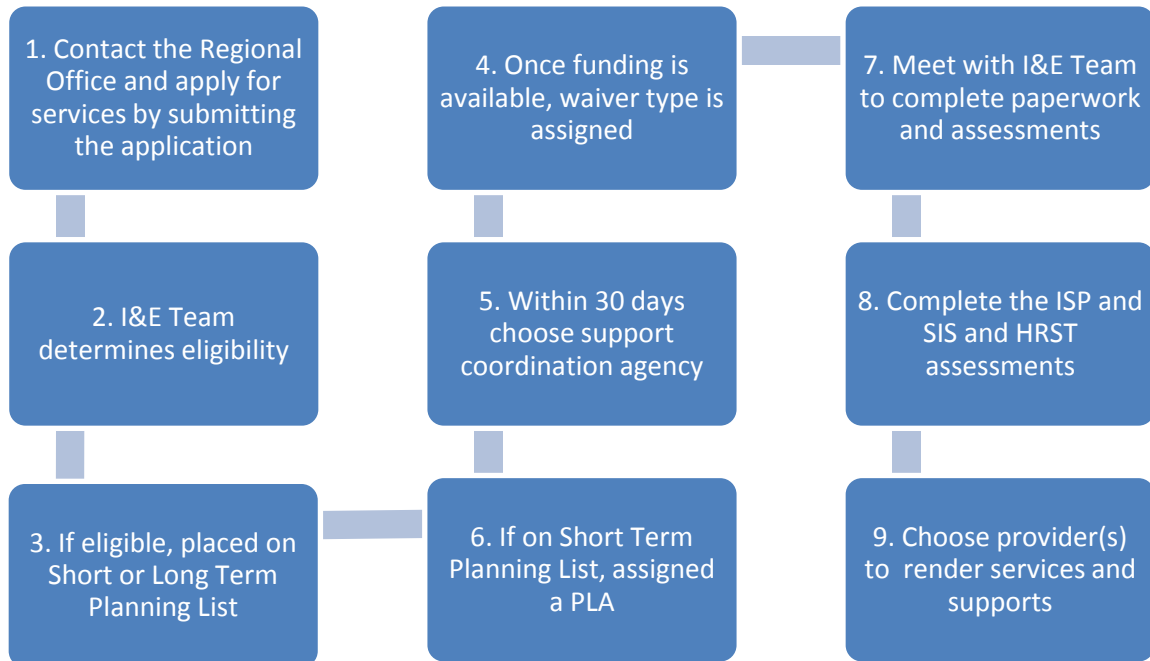 1. Contact the Regional
Office and apply for
services by submitting
the application
2. I&E Team
determines eligibility
3. If eligible, placed on
Short or Long Term
Planning List
4. Once funding is
available, waiver type is
assigned
5. Within 30 days
choose support
coordination agency
6. If on Short Term
Planning List, assigned
a PLA
7. Meet with I&E Team
to complete paperwork
and assessments
8. Complete the ISP and
SIS and HRST
assessments
9. Choose provider(s)
to render services and
supports